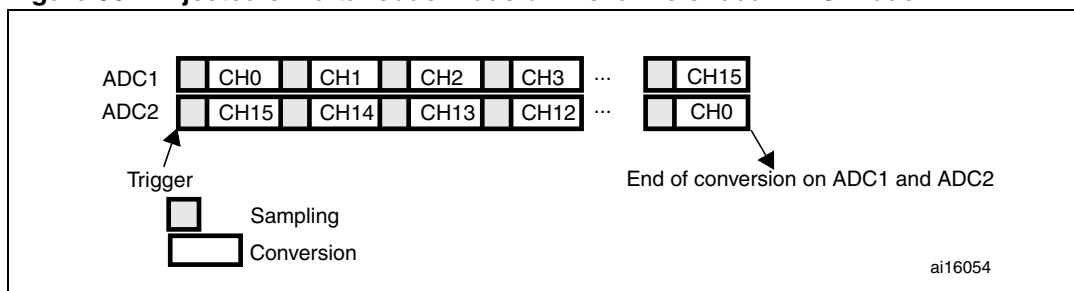 ADC1 CH0 CH1 CH2 CH3 ... CH15
ADC2 CH15 CH14 CH13 CH12 ... CH0
Trigger
End of conversion on ADC1 and ADC2
Sampling
Conversion
ai16054